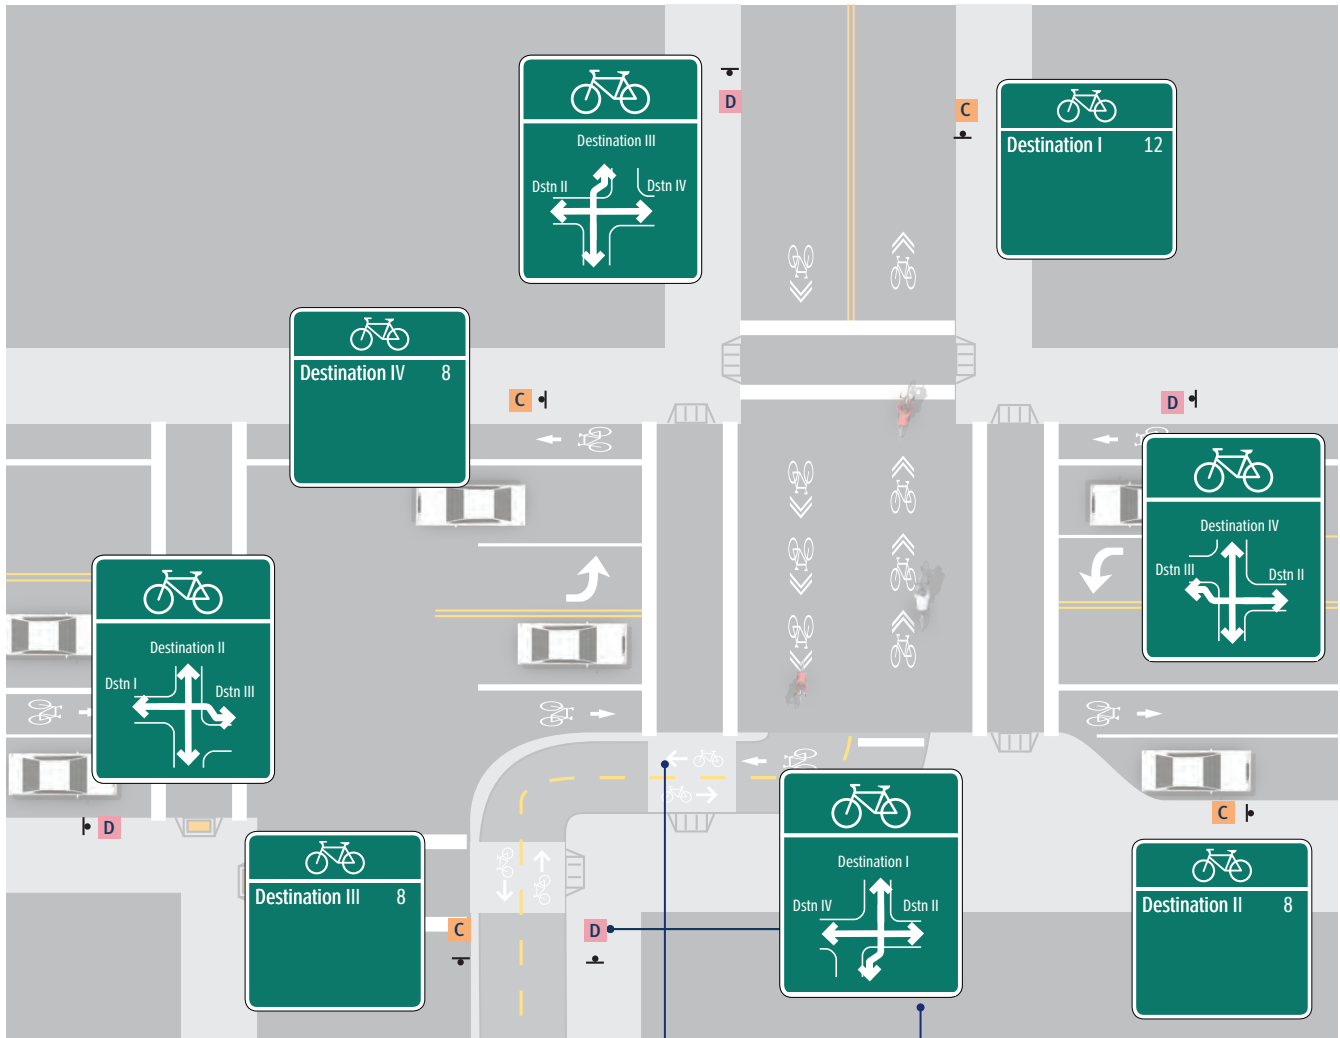 Destination III
Dstn II
Dstn IV
D
C
Destination I 12
Destination IV 8
C
D
Destination IV
Dstn III
Dstn II
Destination II
Dstn I
Dstn III
D
C
Destination III 8
C
D
Destination I
Dstn IV
Dstn II
Destination II 8